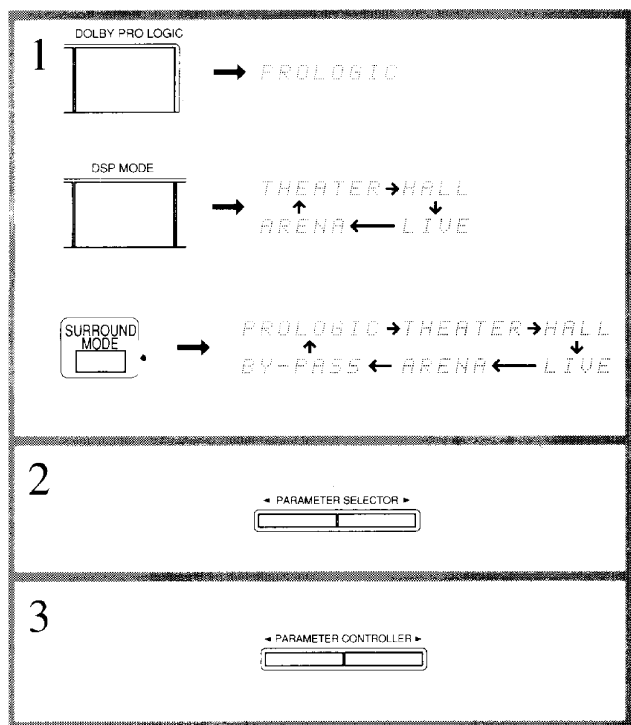 1
DOLBY PRO LOGIC
→ PROLOGIC
DSP MODE
→ THEATER → HALL
↑ ↓
ARENA ← LIVE
SURROUND
MODE
→ PROLOGIC → THEATER → HALL
↑ ↓
BY-PASS ← ARENA ← LIVE
2
◄ PARAMETER SELECTOR ►
3
◄ PARAMETER CONTROLLER ►